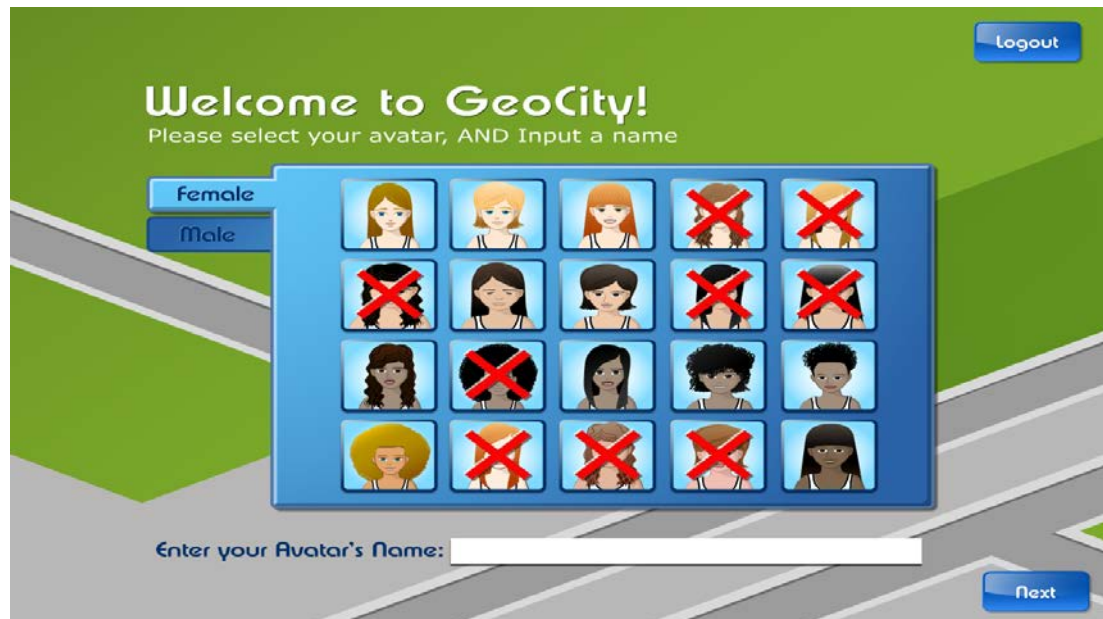 Logout
Welcome to GeoCity!
Please select your avatar, AND Input a name
Female
Male
Enter your Avatar's Name:
Next